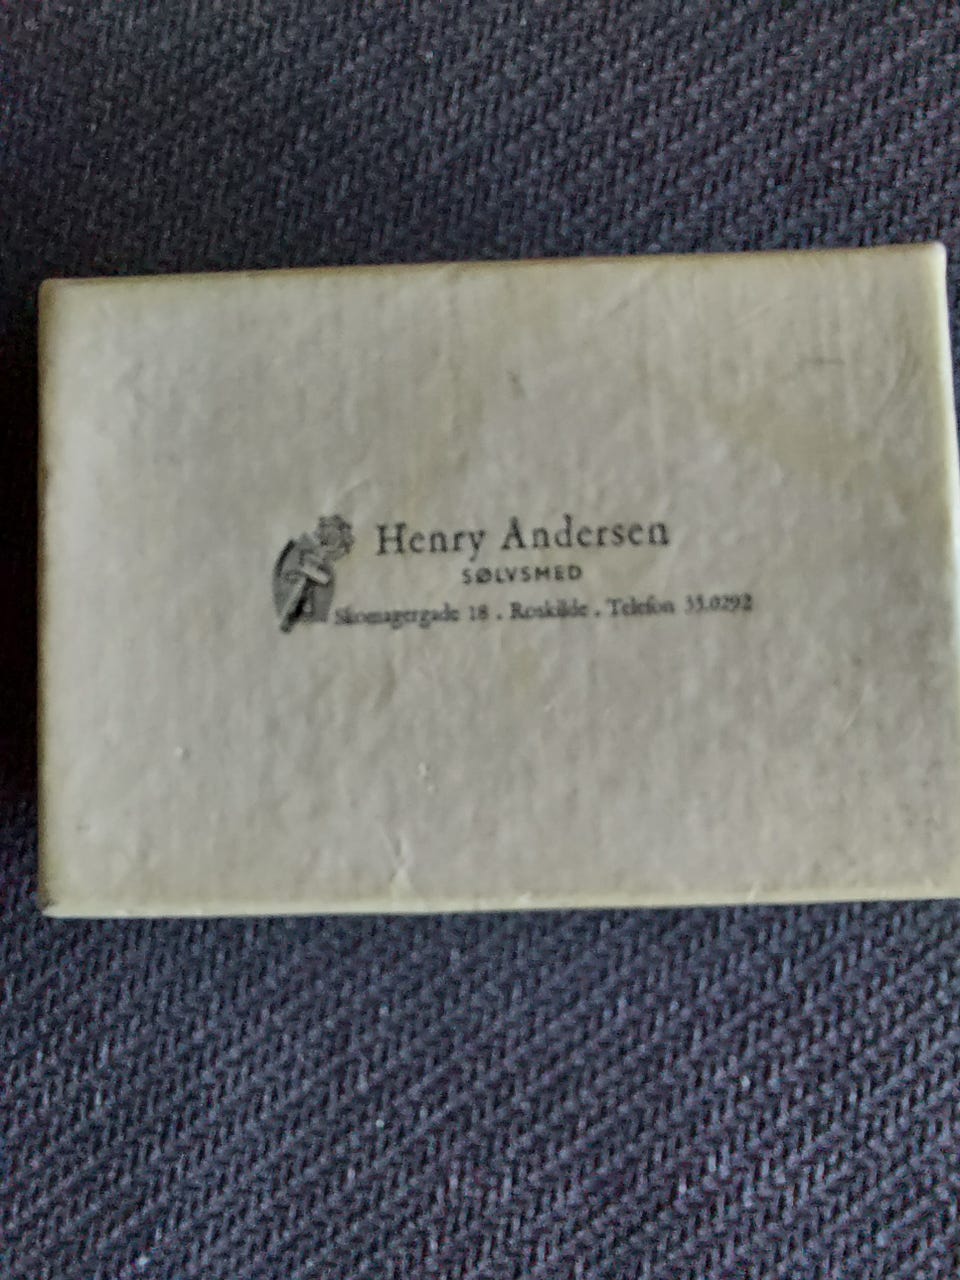 Henry Andersen
SØLVSMED
Skomagergade 18 . Roskilde . Telefon 35.0292